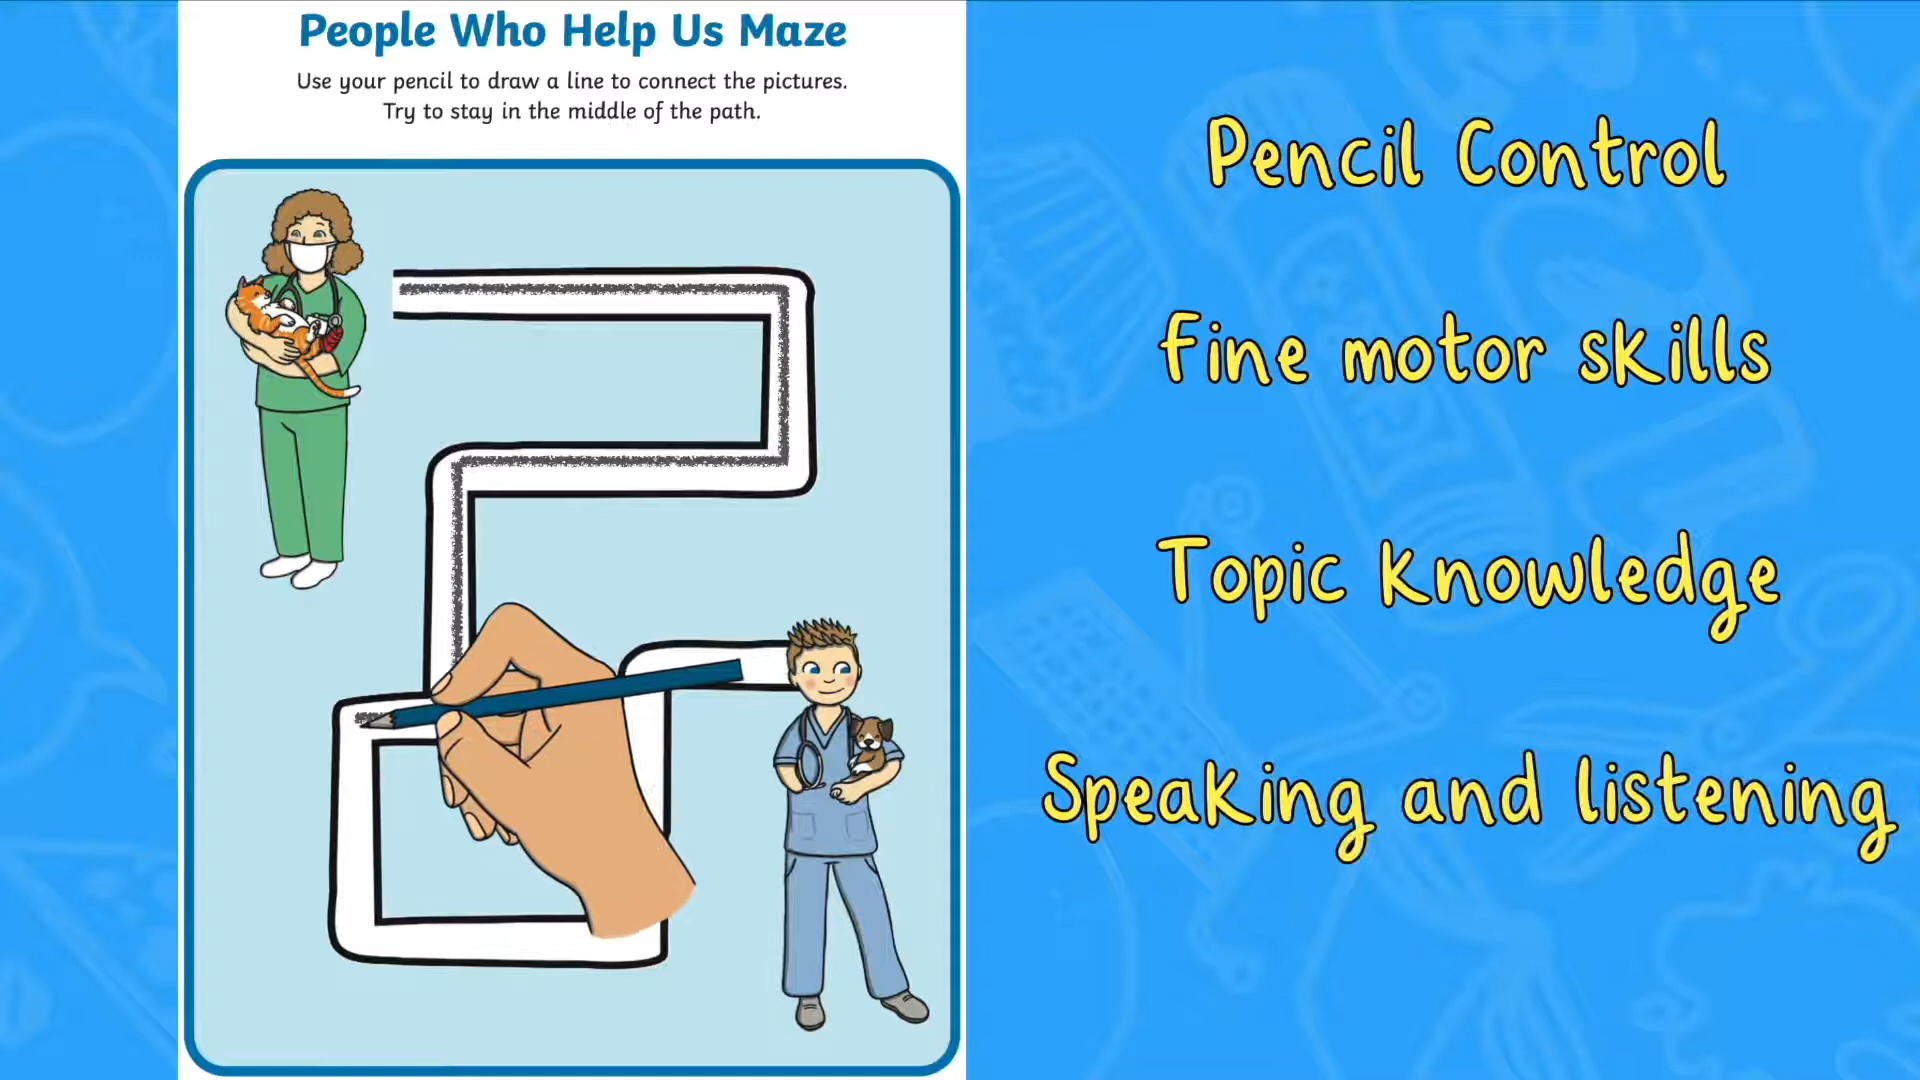 People Who Help Us Maze
Use your pencil to draw a line to connect the pictures.
Try to stay in the middle of the path.
Pencil Control
fine motor skills
Topic Knowledge
Speaking and listening